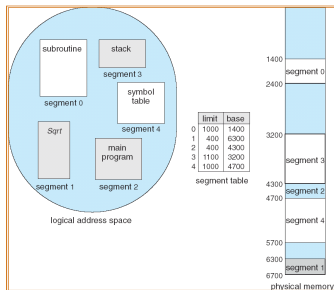 subroutine
segment 0
stack
segment 3
symbol
table
segment 4
Sqrt
segment 1
main
program
segment 2
logical address space
limit base
0 1000 1400
1 400 6300
2 400 4300
3 1100 3200
4 1000 4700
segment table
1400
segment 0
2400
3200
segment 3
4300
segment 2
4700
segment 4
5700
6300
segment 1
6700
physical memory